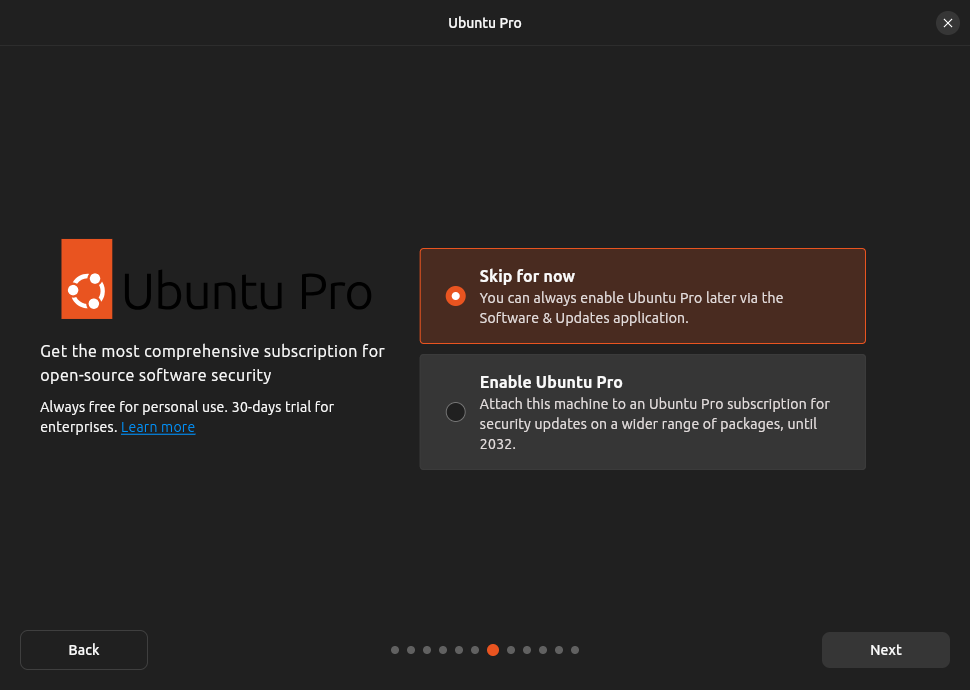 Ubuntu Pro
Ubuntu Pro
Get the most comprehensive subscription for
open-source software security
Always free for personal use. 30-days trial for
enterprises. Learn more
Skip for now
You can always enable Ubuntu Pro later via the
Software & Updates application.
Enable Ubuntu Pro
Attach this machine to an Ubuntu Pro subscription for
security updates on a wider range of packages, until
2032.
Back
Next